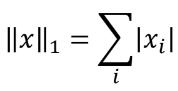 ‖x‖₁ = ∑ᵢ |xᵢ|